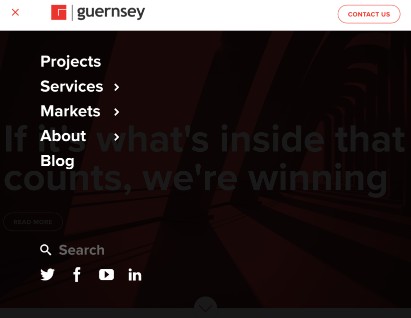 guernsey
CONTACT US
Projects
Services
Markets
About
Blog
If it's what's inside that
counts, we're winning
READ MORE
Search